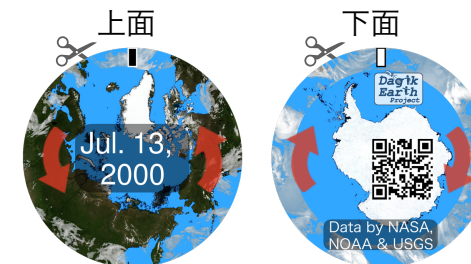 上面
下面
Dagik
Earth
Project
Jul. 13,
2000
Data by NASA,
NOAA & USGS